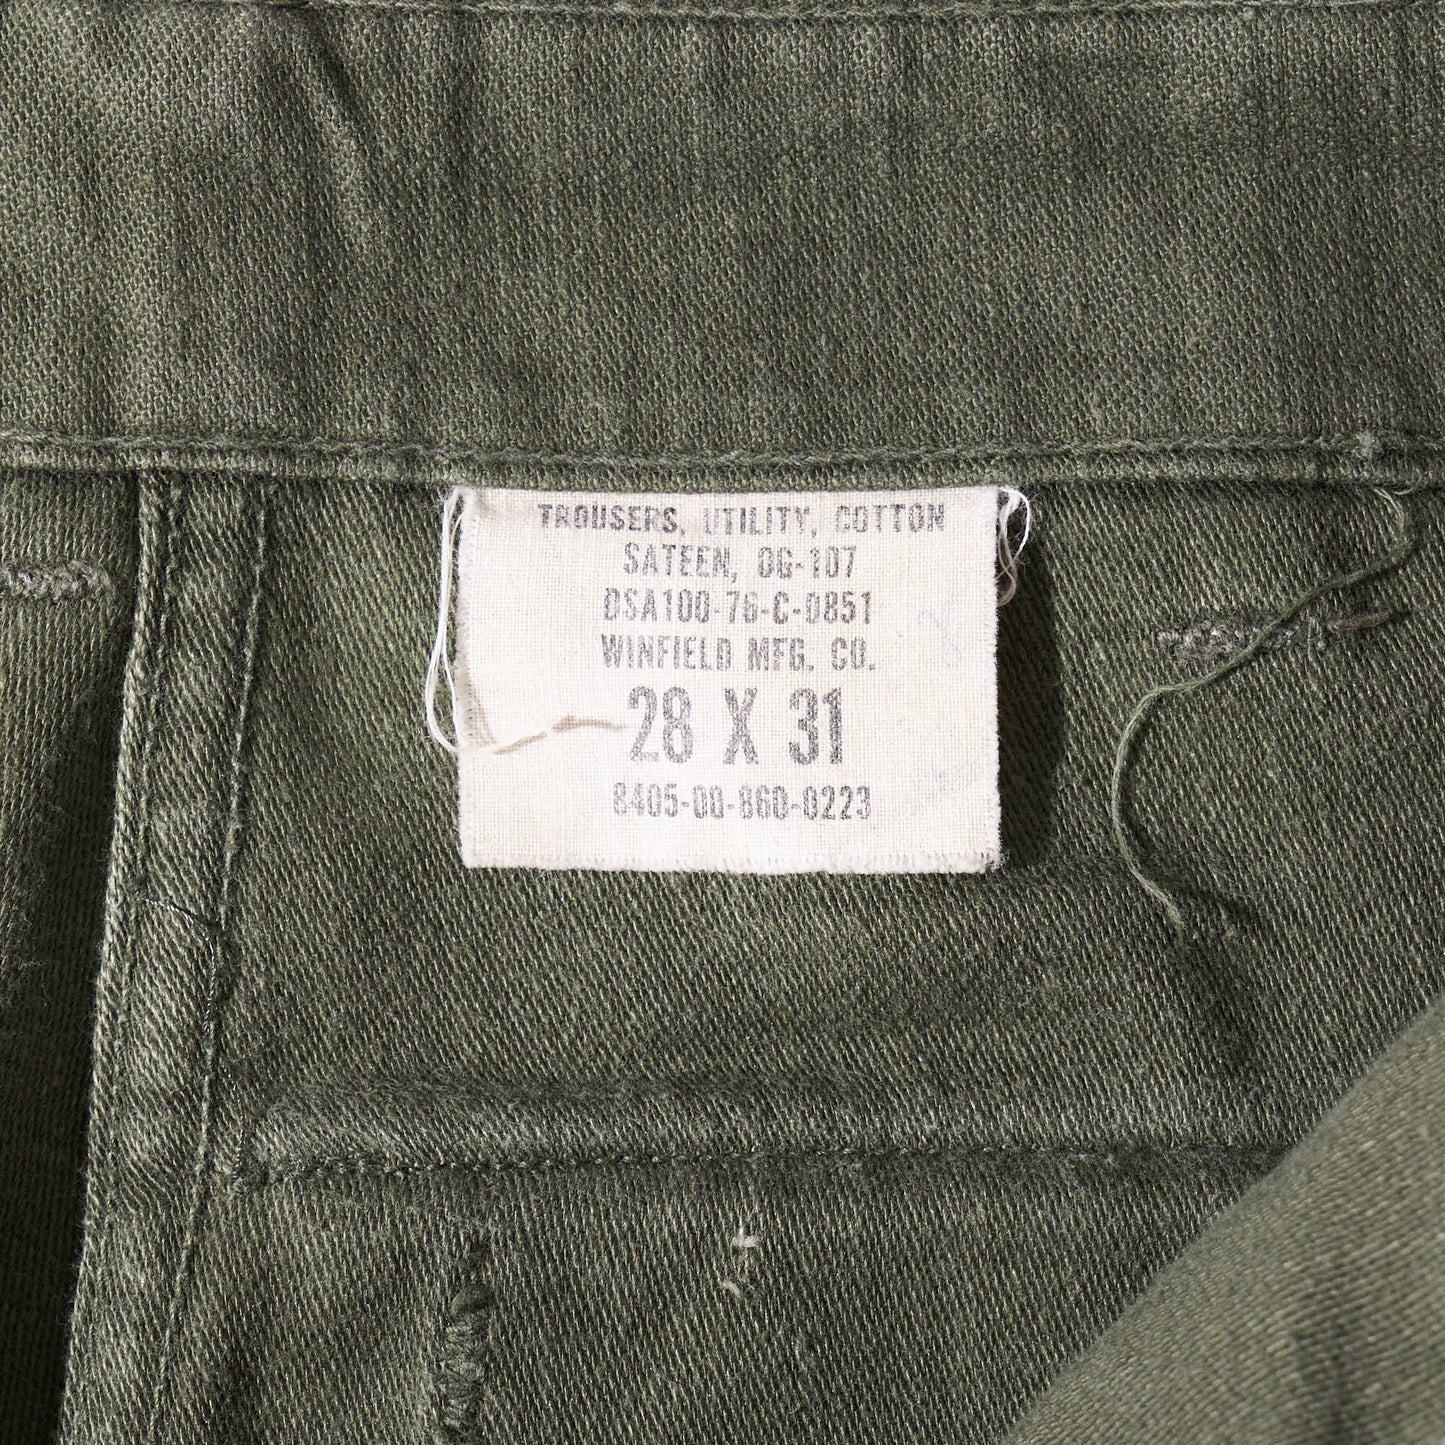 TROUSERS, UTILITY, COTTON
SATEEN, OG-107
DSA100-76-C-0851
WINFIELD MFG. CO.
28 X 31
8405-00-860-0223